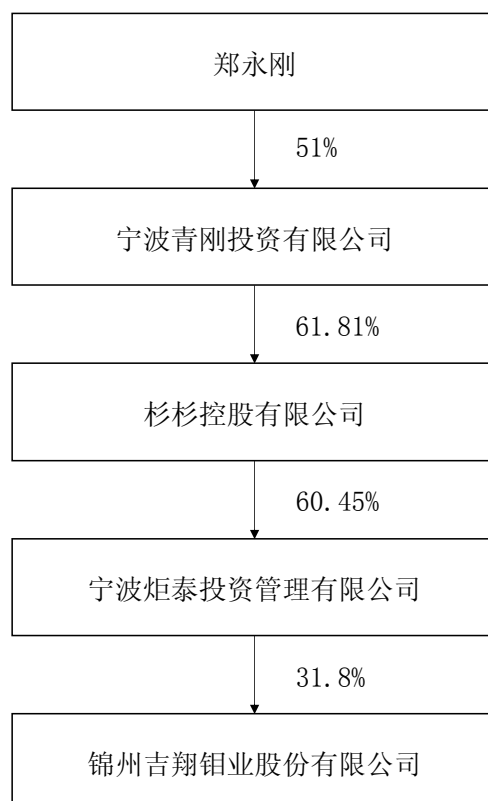 郑永刚
51%
宁波青刚投资有限公司
61.81%
杉杉控股有限公司
60.45%
宁波炬泰投资管理有限公司
31.8%
锦州吉翔钼业股份有限公司